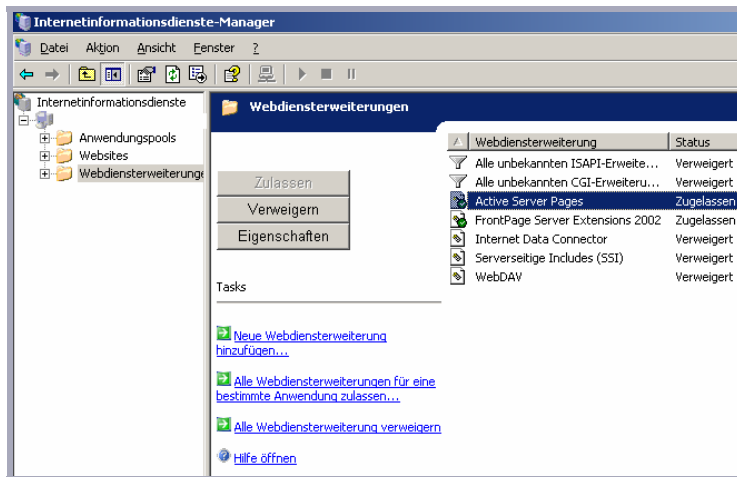 Internetinformationsdienste-Manager
Datei Aktion Ansicht Fenster ?
Internetinformationsdienste
Anwendungspools
Websites
Webdiensterweiterunge
Webdiensterweiterungen
Zulassen
Verweigern
Eigenschaften
Tasks
Neue Webdiensterweiterung
hinzufügen...
Alle Webdiensterweiterungen für eine
bestimmte Anwendung zulassen...
Alle Webdiensterweiterung verweigern
Hilfe öffnen
Webdiensterweiterung Status
Alle unbekannten ISAPI-Erweite... Verweigert
Alle unbekannten CGI-Erweiteru... Verweigert
Active Server Pages Zugelassen
FrontPage Server Extensions 2002 Zugelassen
Internet Data Connector Verweigert
Serverseitige Includes (SSI) Verweigert
WebDAV Verweigert